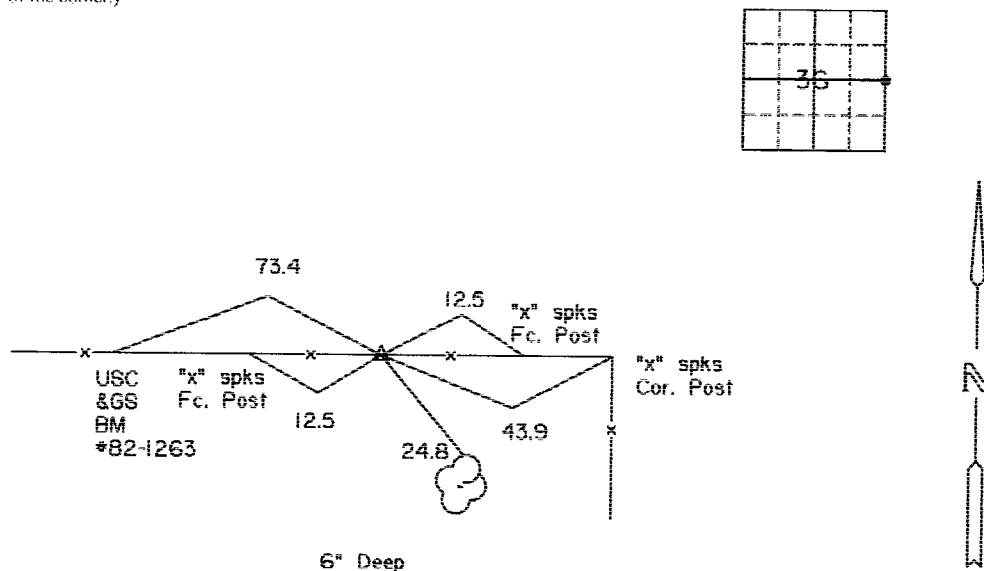 36
73.4
12.5
"x" spks
Fc. Post
USC
&GS
BM
#82-1263
"x" spks
Fc. Post
12.5
24.8
43.9
"x" spks
Cor. Post
N
6" Deep